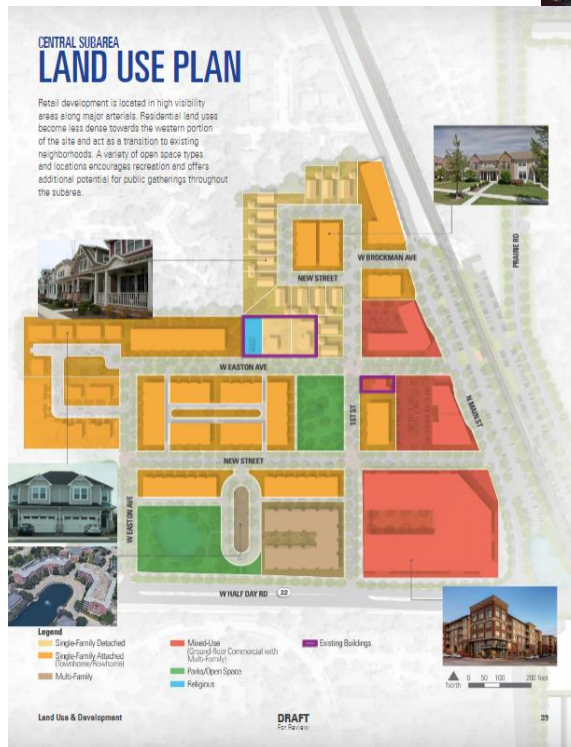 CENTRAL SUBAREA
LAND USE PLAN
Retail development is located in high visibility
areas along major arterials. Residential land uses
become less dense towards the western portion
of the site and act as a transition to existing
neighborhoods. A variety of open space types
and locations encourages recreation and offers
additional potential for public gatherings throughout
the subarea.
PRAIRIE RD
W BROCKMAN AVE
NEW STREET
W EASTON AVE
1ST ST
N MAIN ST
NEW STREET
W EASTON AVE
W HALF DAY RD 22
Legend
Single-Family Detached
Single-Family Attached
(Townhome/Rowhome)
Multi-Family
Mixed-Use
(Ground-floor Commercial with
Multi-Family)
Parks/Open Space
Religious
Existing Buildings
North
0 50 100 200 feet
Land Use & Development
DRAFT
For Review
39